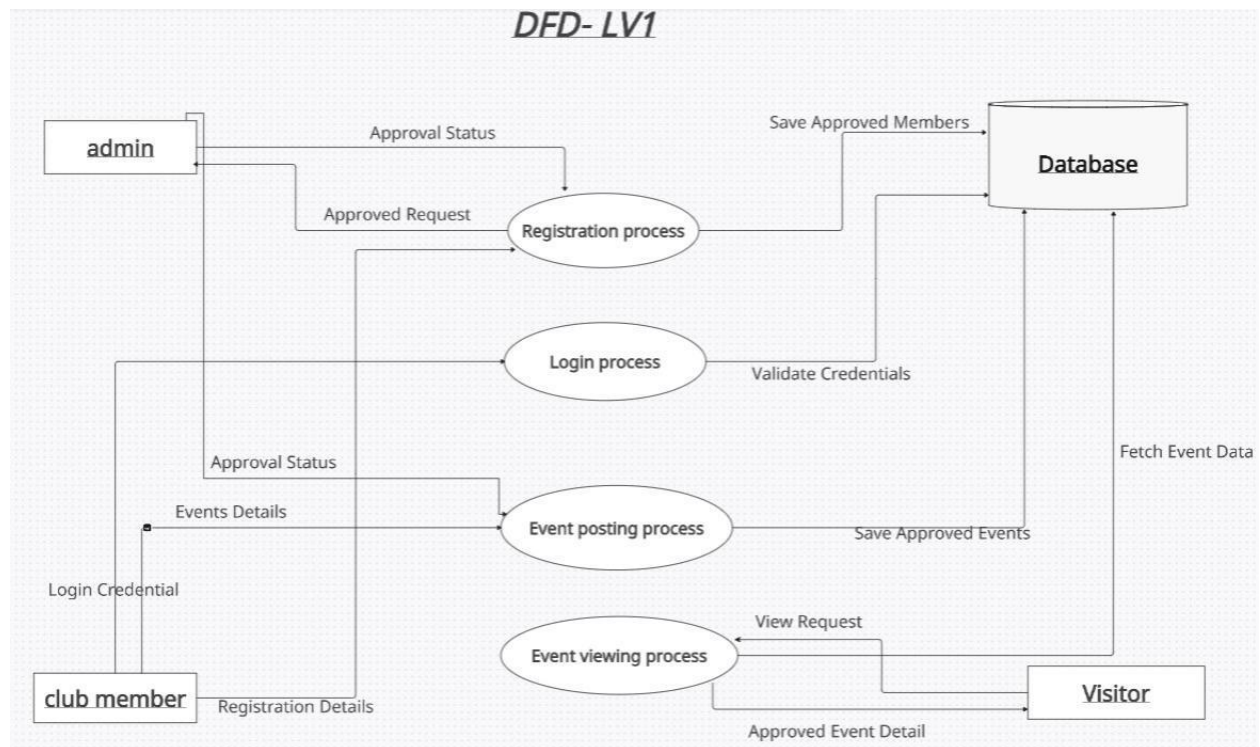 DFD- LV1
admin
Approval Status
Save Approved Members
Database
Approved Request
Registration process
Login process
Validate Credentials
Fetch Event Data
Approval Status
Events Details
Event posting process
Save Approved Events
Login Credential
View Request
Event viewing process
club member
Registration Details
Visitor
Approved Event Detail